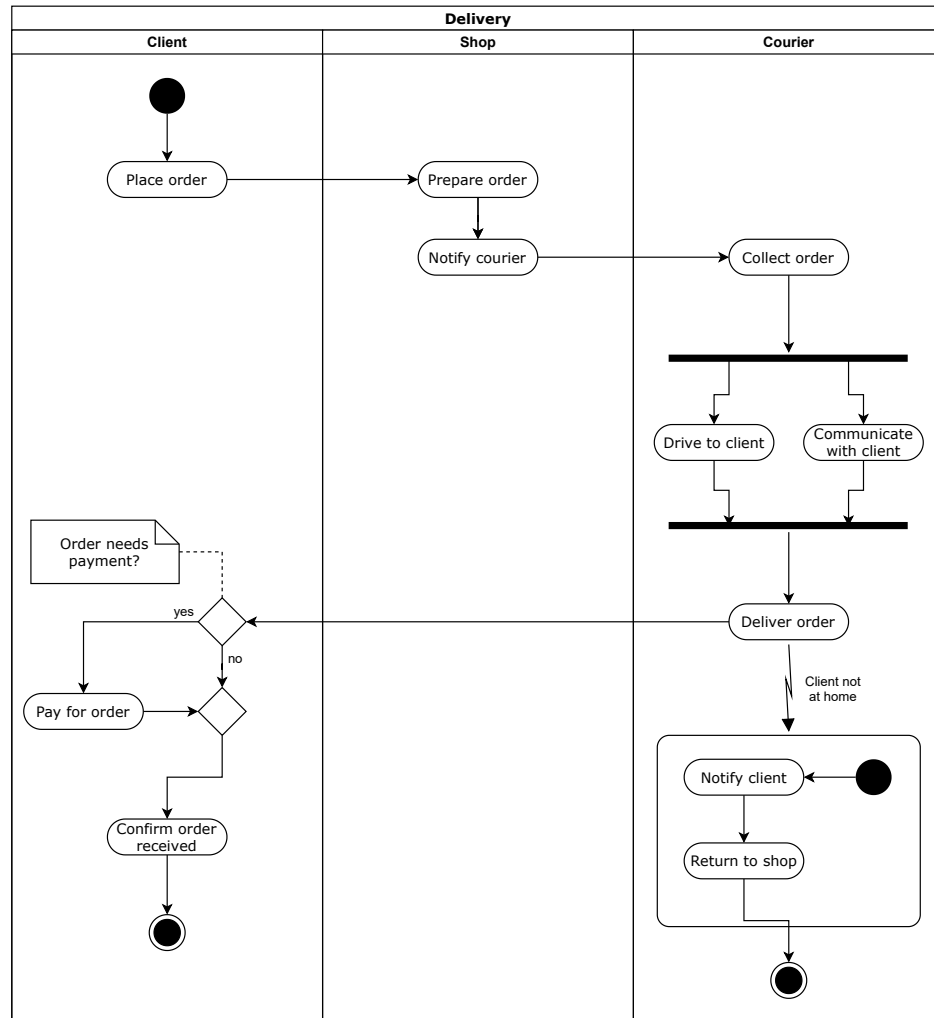 Delivery
Client
Shop
Courier
Place order
Prepare order
Notify courier
Collect order
Drive to client
Communicate
with client
Order needs
payment?
yes
no
Deliver order
Client not
at home
Pay for order
Notify client
Confirm order
received
Return to shop